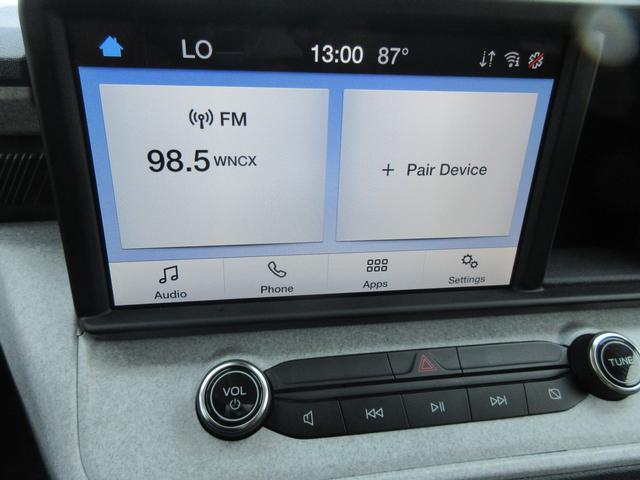 LO 13:00 87°
FM
98.5 WNCX
+ Pair Device
Audio Phone Apps Settings
VOL
TUNE